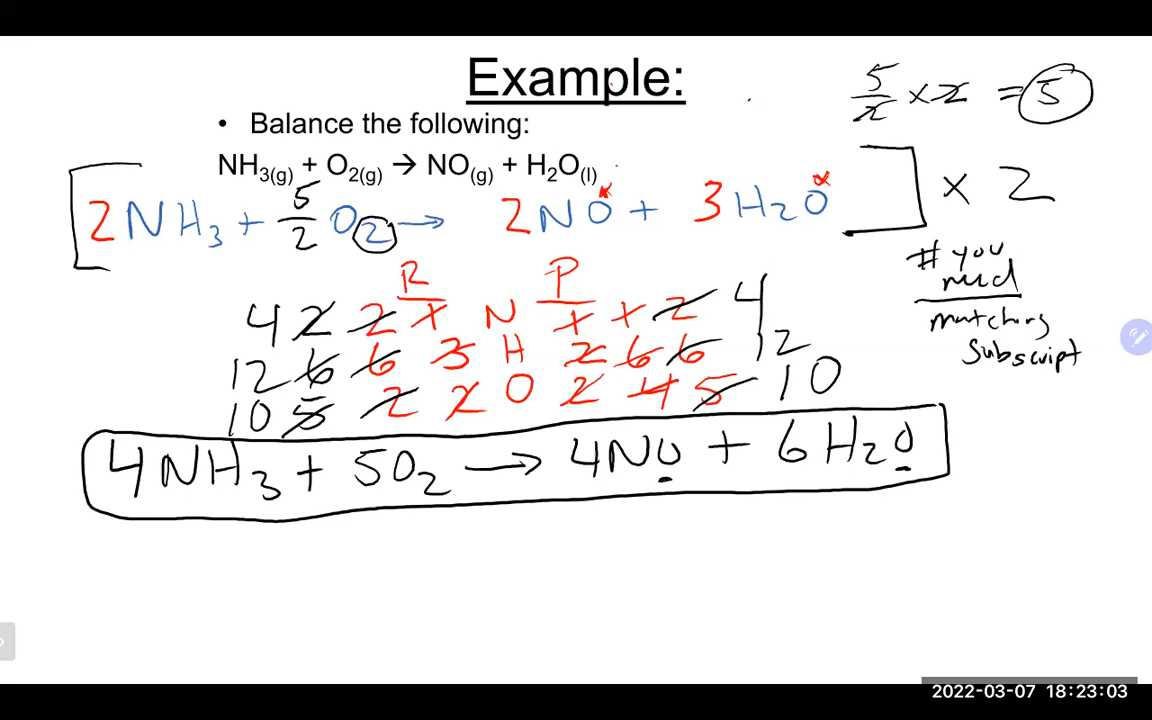 Example:
5/2 × 2 = 5
• Balance the following:
NH3(g) + O2(g) → NO(g) + H2O(l)
[2NH3 + 5/2 O2 → 2NO* + 3H2O*] × 2
# you need
matching subscript
R P
4 2 2 1 N 1 1 2 4
12 6 6 3 H 2 6 6 12
10 5 2 2 O 2 4 5 10
4NH3 + 5O2 → 4NO + 6H2O
2022-03-07 18:23:03